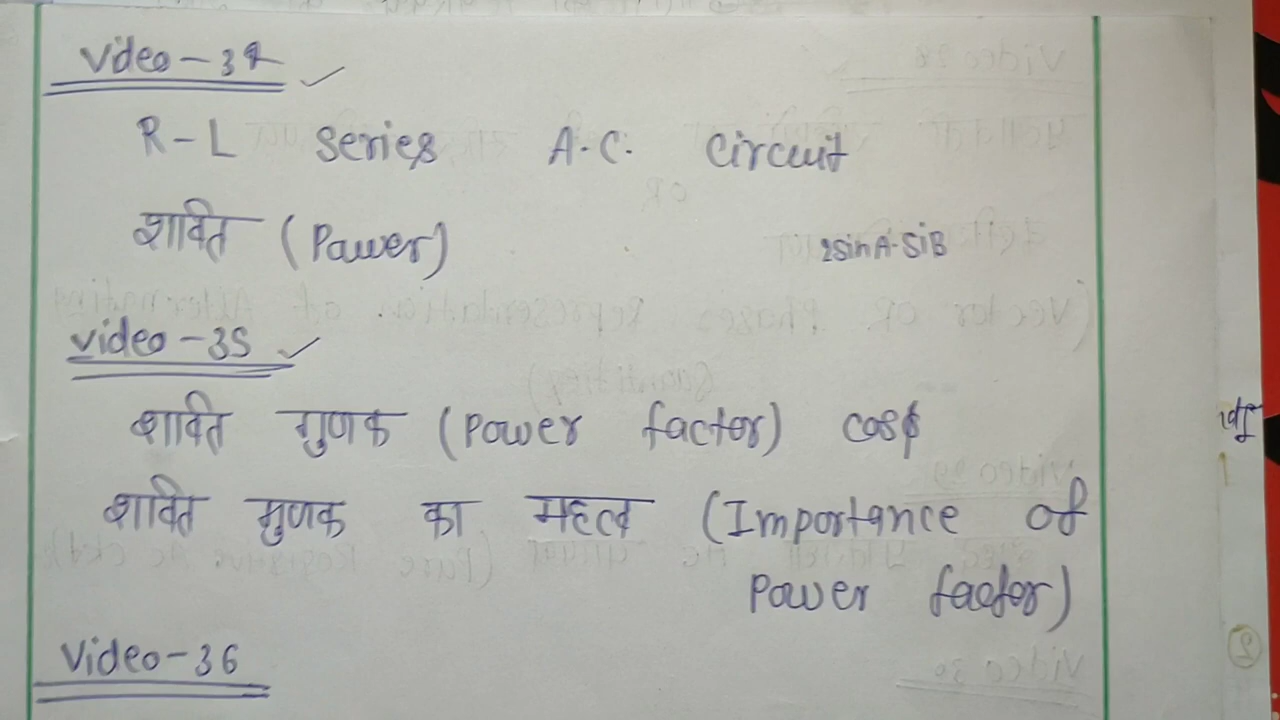 Video-34
R-L series A.C. circuit
शक्ति (Power) 2sinA.SiB
video-35
शक्ति गुणक (Power factor) cosϕ
शक्ति गुणक का महत्व (Importance of
Power factor)
Video-36